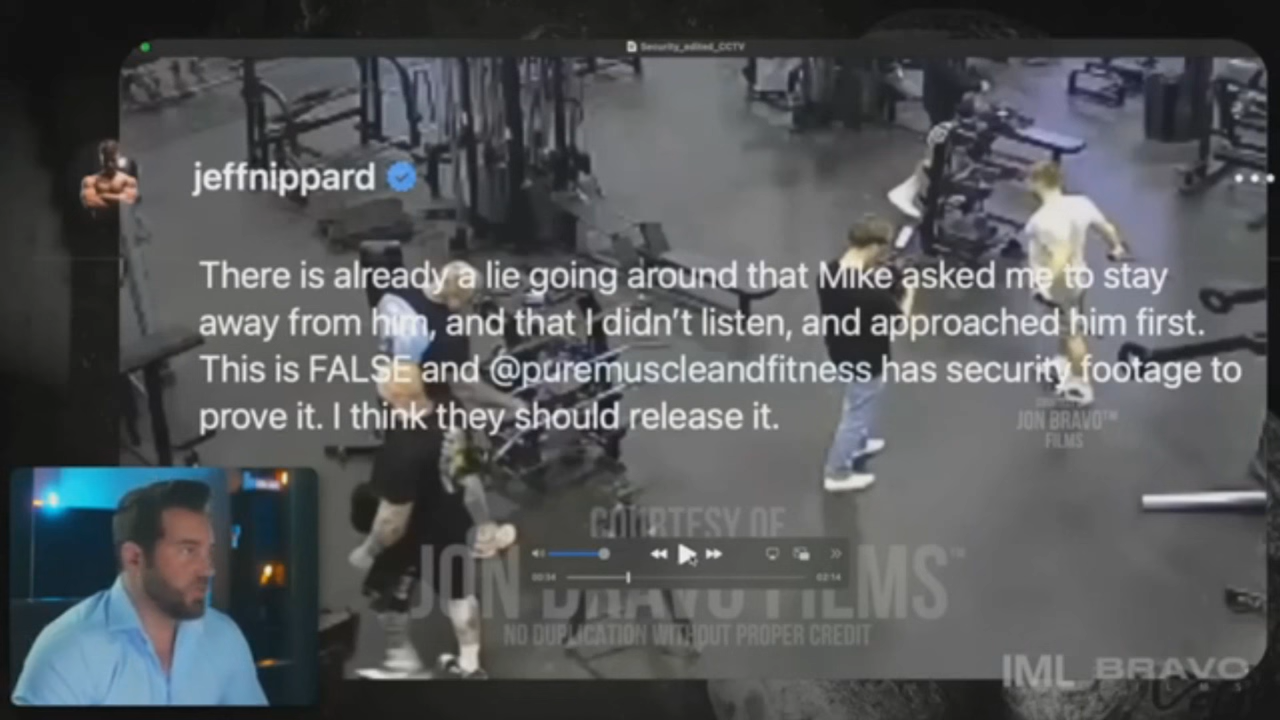 Security_edited_CCTV
jeffnippard
There is already a lie going around that Mike asked me to stay
away from him, and that I didn't listen, and approached him first.
This is FALSE and @puremuscleandfitness has security footage to
prove it. I think they should release it.
JON BRAVO™
FILMS
COURTESY OF
JON BRAVO FILMS™
NO DUPLICATION WITHOUT PROPER CREDIT
00:34
02:14
IML BRAVO